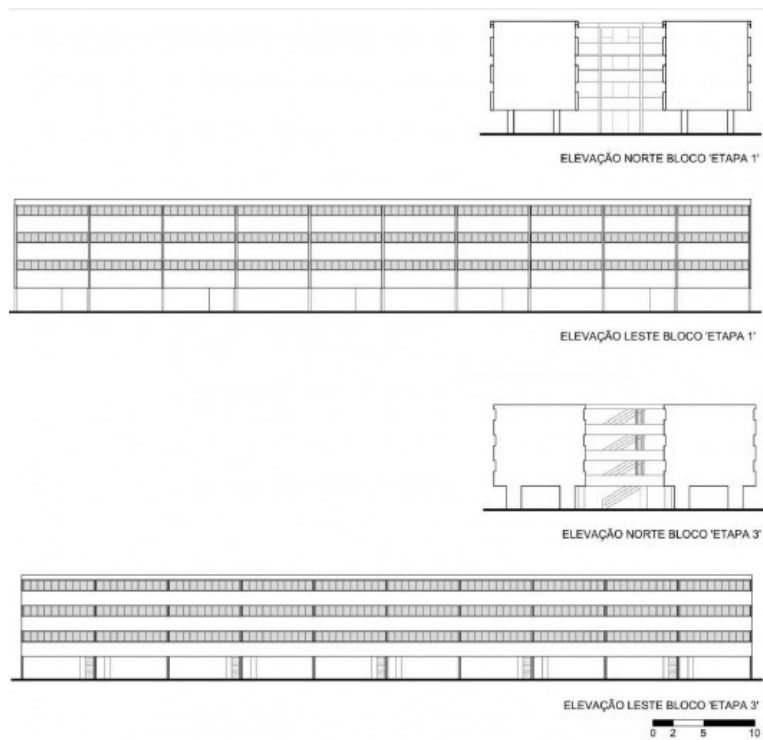 ELEVAÇÃO NORTE BLOCO 'ETAPA 1'
ELEVAÇÃO LESTE BLOCO 'ETAPA 1'
ELEVAÇÃO NORTE BLOCO 'ETAPA 3'
ELEVAÇÃO LESTE BLOCO 'ETAPA 3'
0 2 5 10